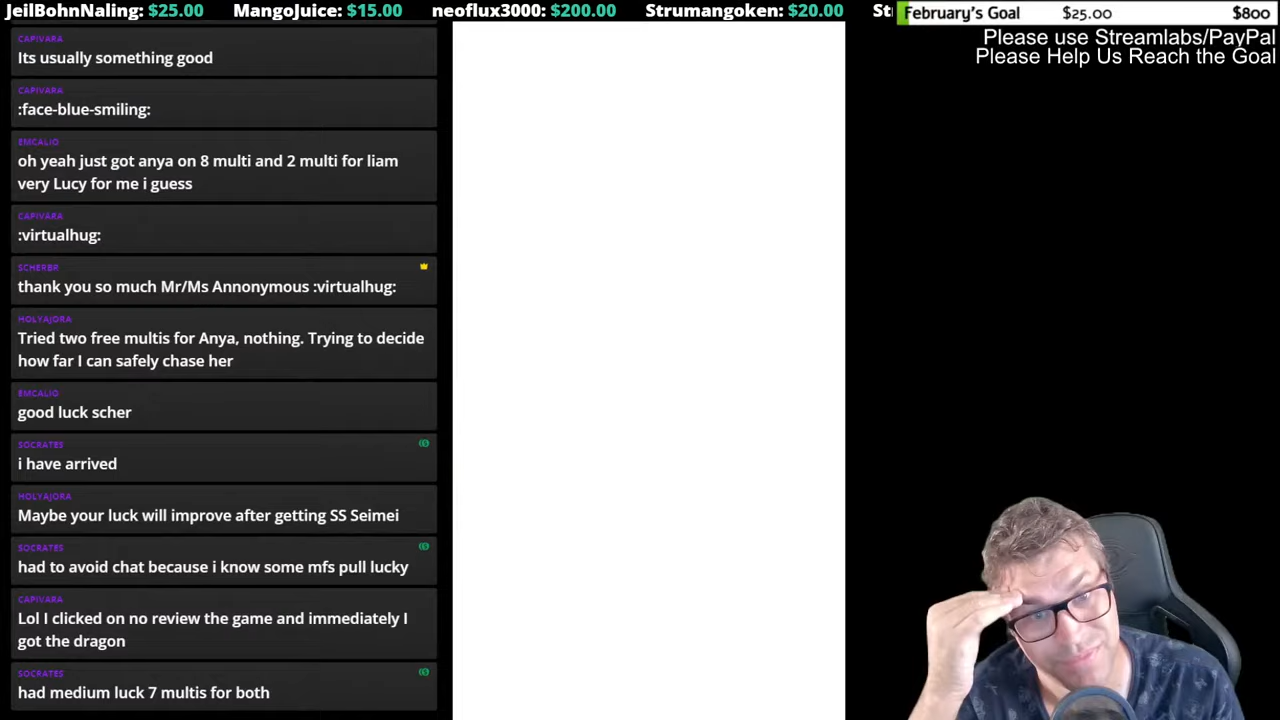 JeilBohnNaling: $25.00 MangoJuice: $15.00 neoflux3000: $200.00 Strumangoken: $20.00 St
February's Goal $25.00 $800
Please use Streamlabs/PayPal
Please Help Us Reach the Goal
CAPIVARA
Its usually something good
CAPIVARA
:face-blue-smiling:
EMCALIO
oh yeah just got anya on 8 multi and 2 multi for liam
very Lucy for me i guess
CAPIVARA
:virtualhug:
SCHERBR
thank you so much Mr/Ms Annonymous :virtualhug:
HOLYAJORA
Tried two free multis for Anya, nothing. Trying to decide
how far I can safely chase her
EMCALIO
good luck scher
SOCRATES
i have arrived
HOLYAJORA
Maybe your luck will improve after getting SS Seimei
SOCRATES
had to avoid chat because i know some mfs pull lucky
CAPIVARA
Lol I clicked on no review the game and immediately I
got the dragon
SOCRATES
had medium luck 7 multis for both